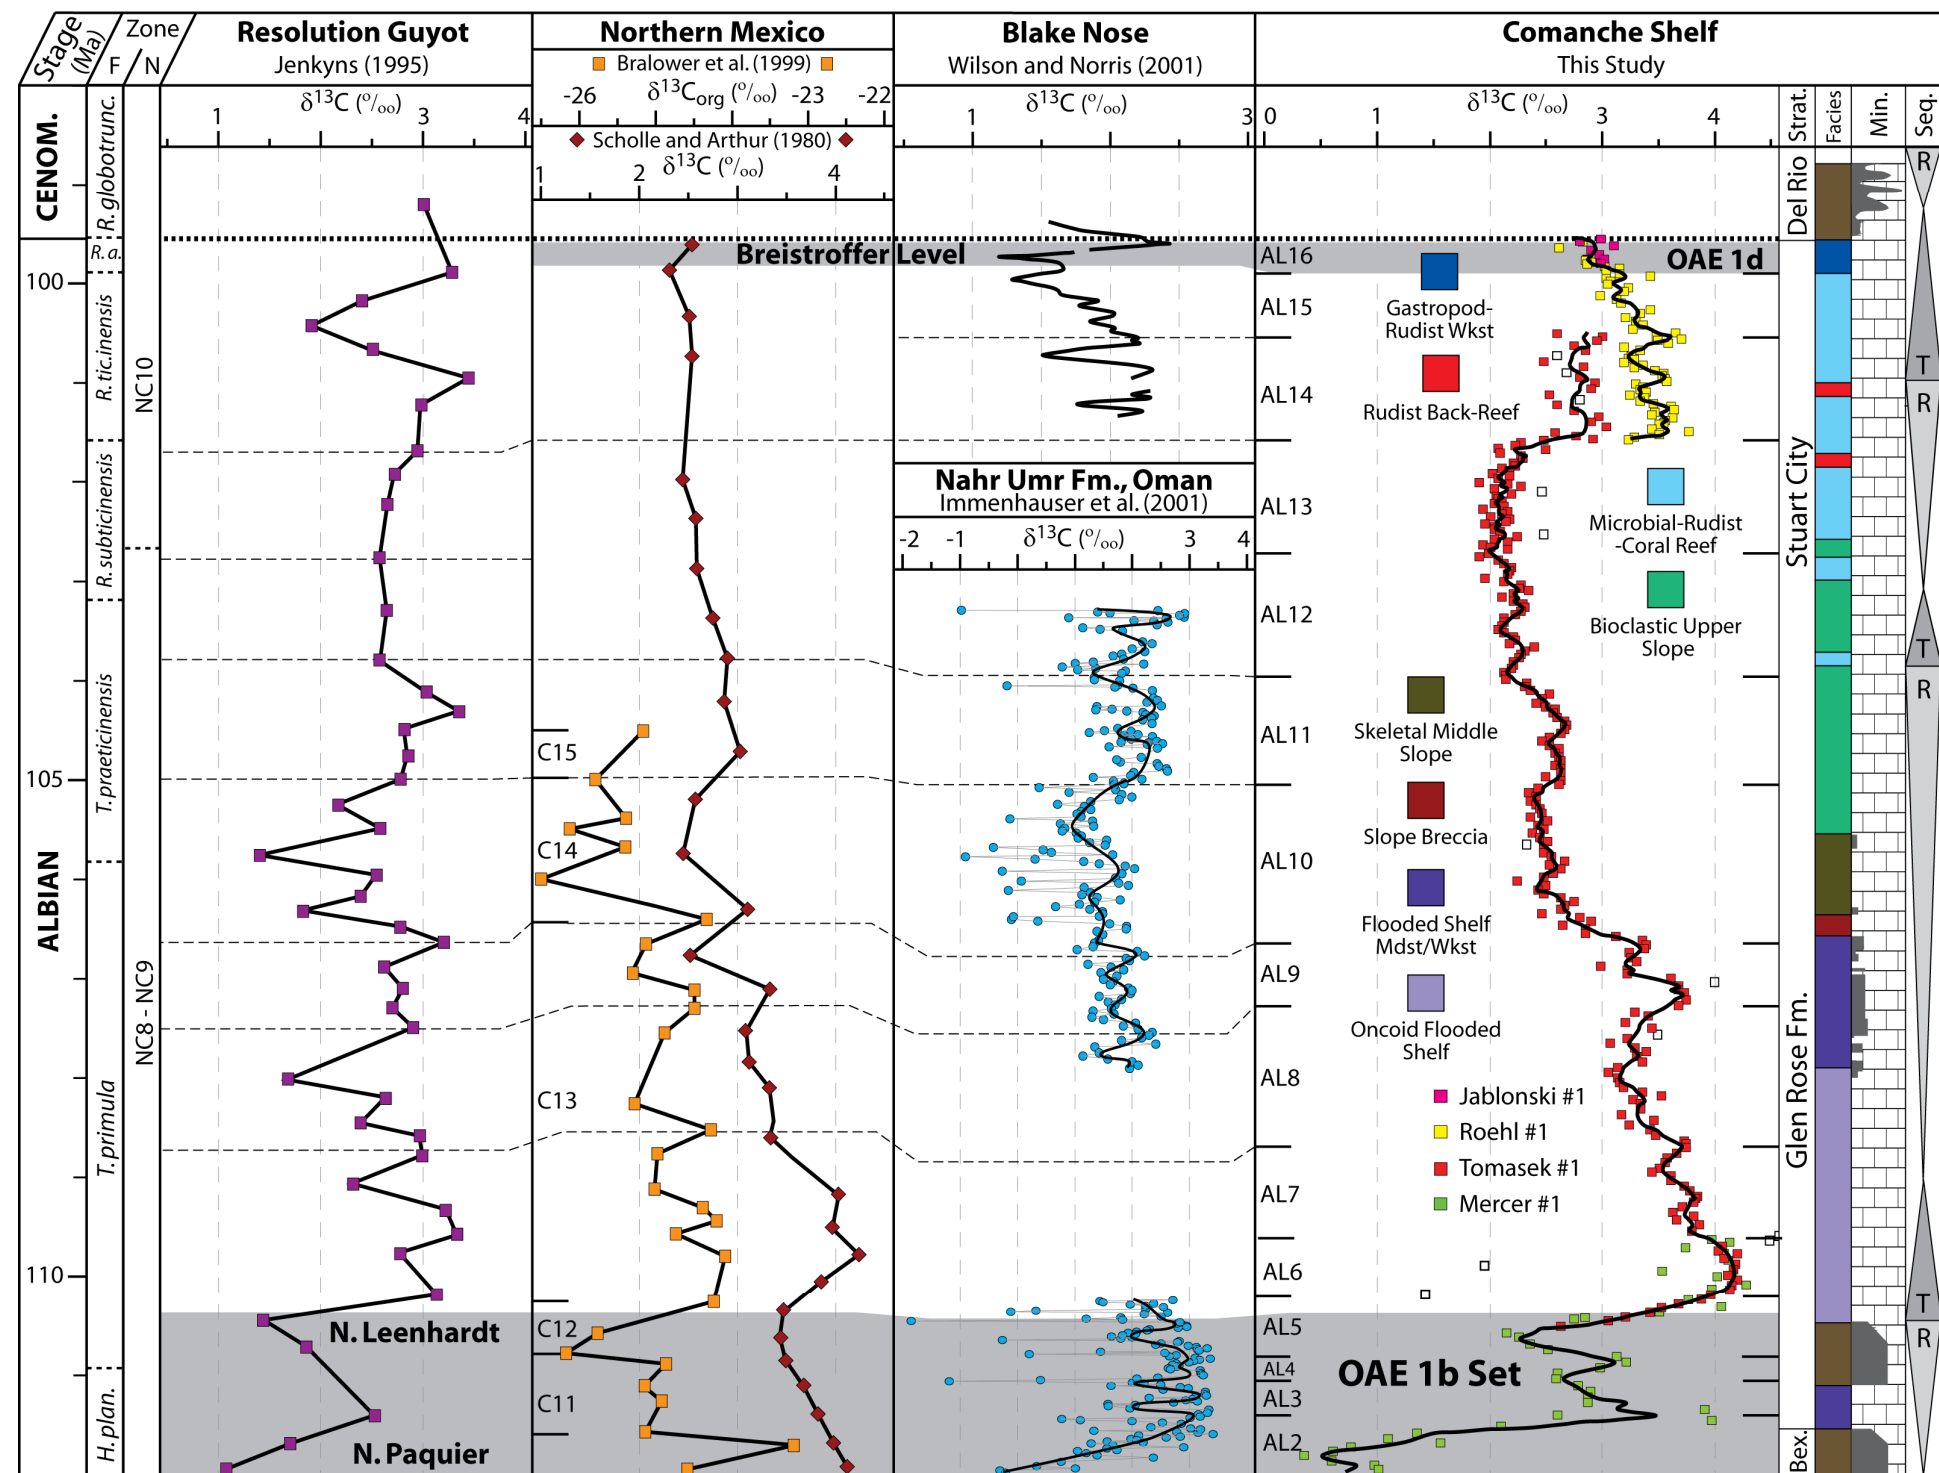 Stage
(Ma)
Zone
F
N
Resolution Guyot
Jenkyns (1995)
δ13C (o/oo)
1
3
4
Northern Mexico
Bralower et al. (1999)
δ13Corg (o/oo)
-26
-23
-22
Scholle and Arthur (1980)
δ13C (o/oo)
1
2
4
Blake Nose
Wilson and Norris (2001)
δ13C (o/oo)
1
3
Comanche Shelf
This Study
δ13C (o/oo)
0
1
3
4
Strat.
Facies
Min.
Seq.
CENOM.
ALBIAN
100
105
110
R. globotrunc.
R. a.
R. tic.inensis
R. subticinensis
T. praeticinensis
T. primula
H. plan.
NC10
NC8 - NC9
Breistroffer Level
OAE 1d
Nahr Umr Fm., Oman
Immenhauser et al. (2001)
δ13C (o/oo)
-2
-1
3
4
C15
C14
C13
C12
C11
N. Leenhardt
N. Paquier
AL16
AL15
AL14
AL13
AL12
AL11
AL10
AL9
AL8
AL7
AL6
AL5
AL4
AL3
AL2
OAE 1b Set
Gastropod-
Rudist Wkst
Rudist Back-Reef
Microbial-Rudist
-Coral Reef
Bioclastic Upper
Slope
Skeletal Middle
Slope
Slope Breccia
Flooded Shelf
Mdst/Wkst
Oncoid Flooded
Shelf
Jablonski #1
Roehl #1
Tomasek #1
Mercer #1
Del Rio
Stuart City
Glen Rose Fm.
Bex.
R
T
R
T
R
T
R